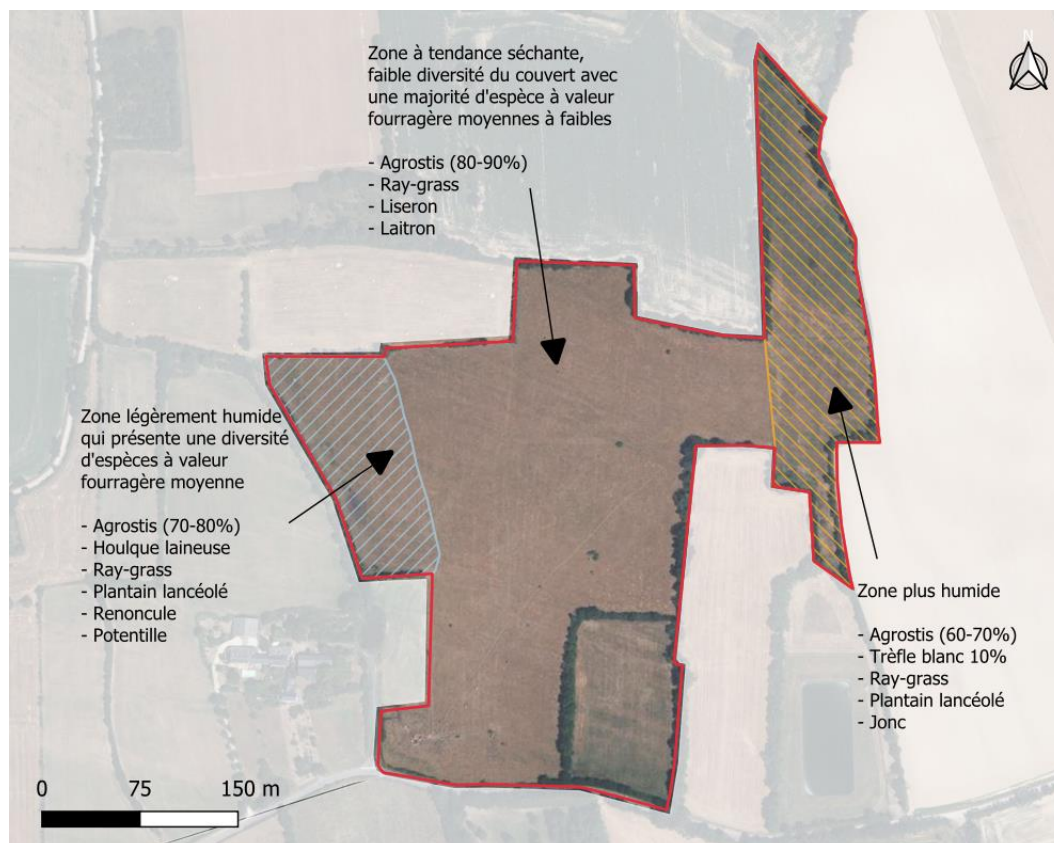 Zone à tendance séchante,
faible diversité du couvert avec
une majorité d'espèce à valeur
fourragère moyennes à faibles
- Agrostis (80-90%)
- Ray-grass
- Liseron
- Laitron
N
Zone légèrement humide
qui présente une diversité
d'espèces à valeur
fourragère moyenne
- Agrostis (70-80%)
- Houlque laineuse
- Ray-grass
- Plantain lancéolé
- Renoncule
- Potentille
Zone plus humide
- Agrostis (60-70%)
- Trèfle blanc 10%
- Ray-grass
- Plantain lancéolé
- Jonc
0 75 150 m